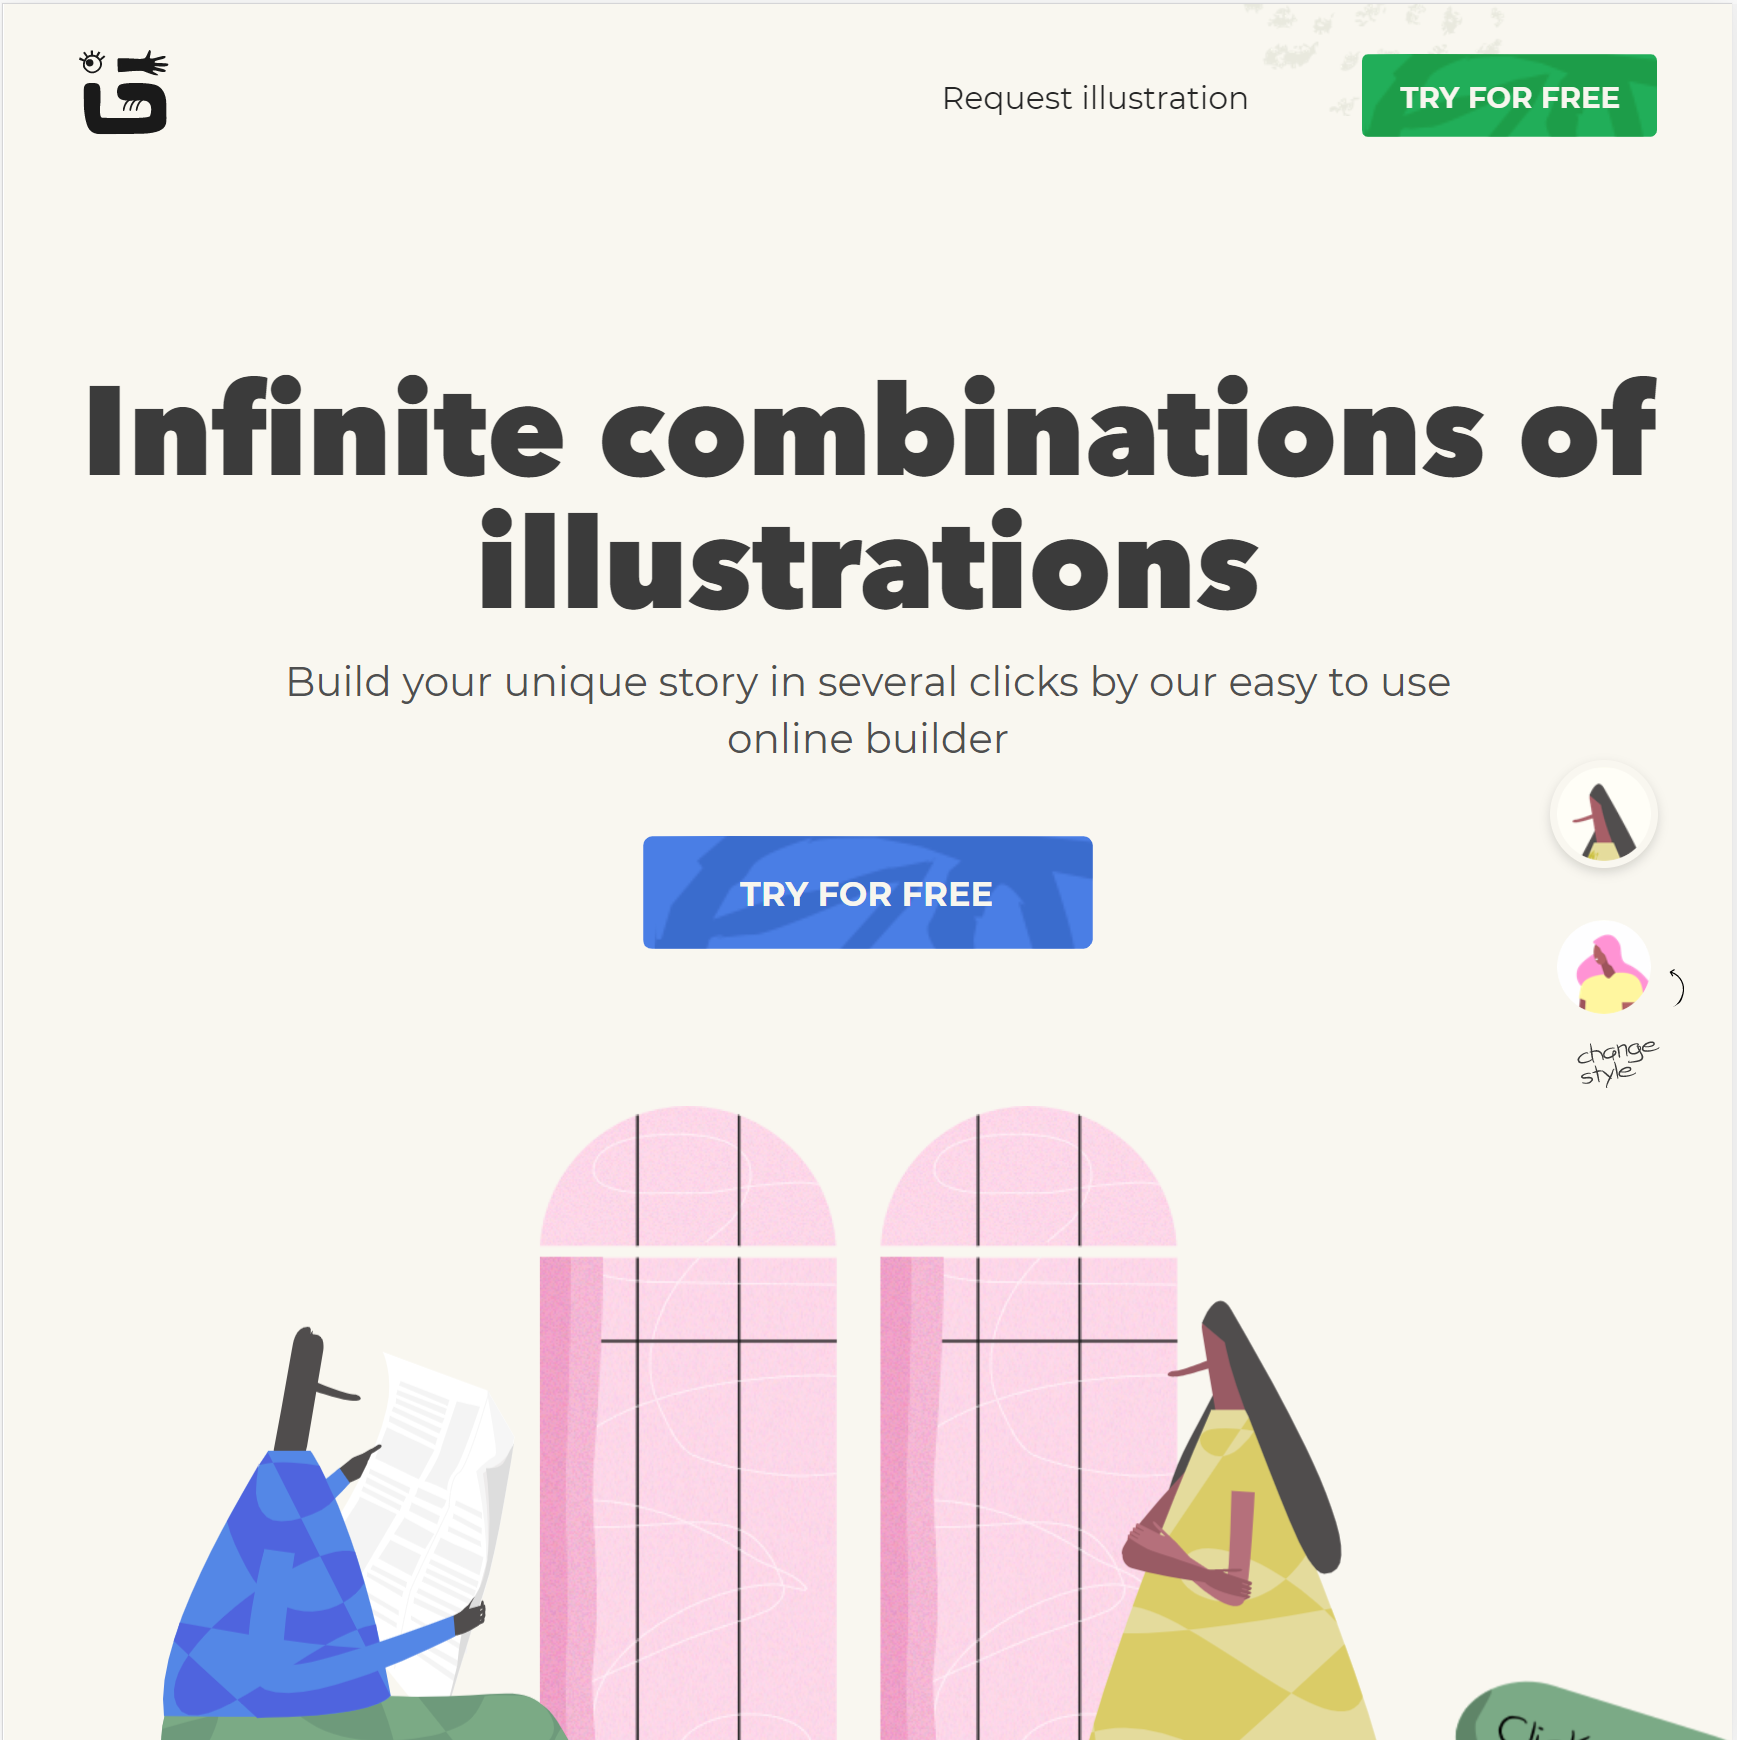 Request illustration
TRY FOR FREE
Infinite combinations of
illustrations
Build your unique story in several clicks by our easy to use
online builder
TRY FOR FREE
change
style